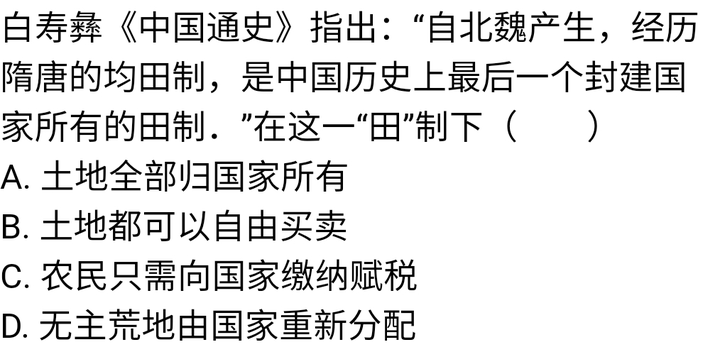 白寿彝《中国通史》指出：“自北魏产生，经历
隋唐的均田制，是中国历史上最后一个封建国
家所有的田制．”在这一“田”制下（　　）
A. 土地全部归国家所有
B. 土地都可以自由买卖
C. 农民只需向国家缴纳赋税
D. 无主荒地由国家重新分配